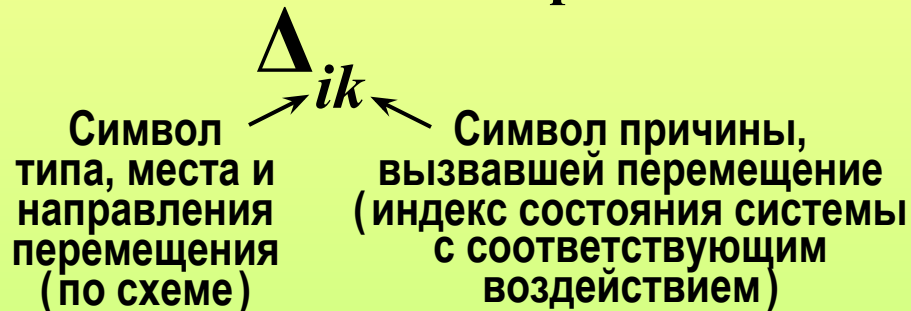 Δik
Символ
типа, места и
направления
перемещения
(по схеме)
Символ причины,
вызвавшей перемещение
(индекс состояния системы
с соответствующим
воздействием)